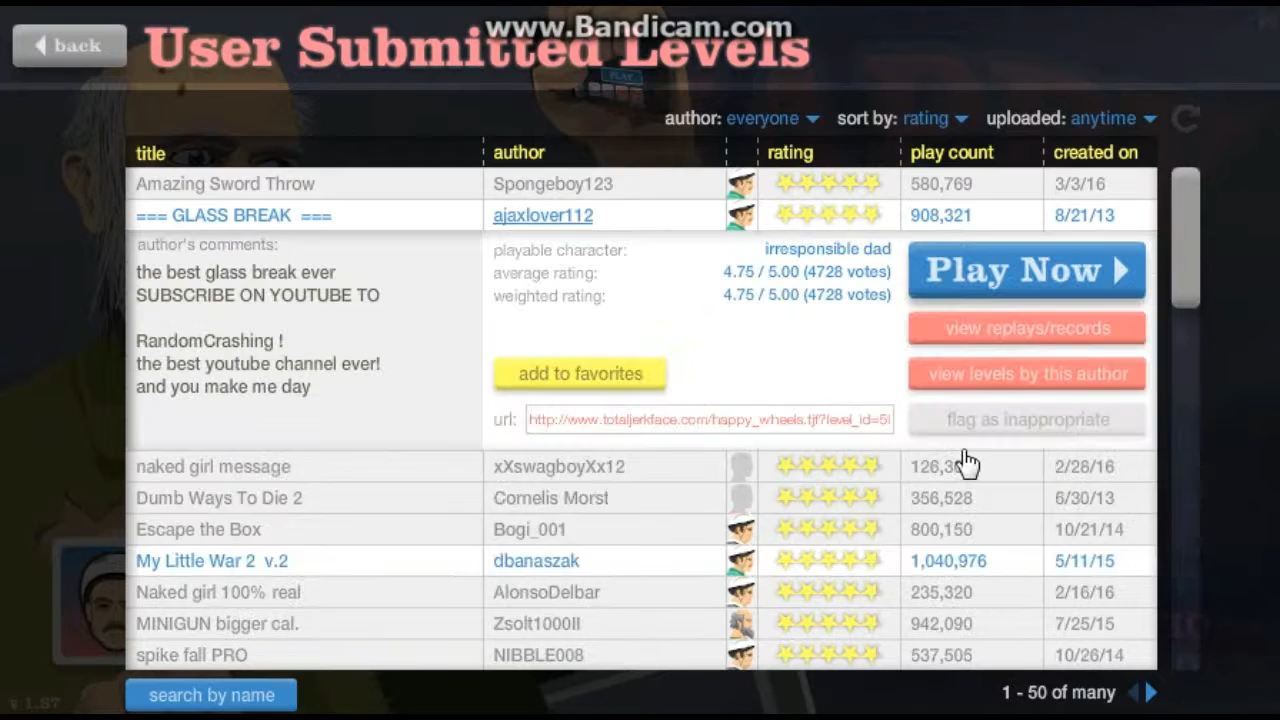 www.Bandicam.com
back
User Submitted Levels
PLAY
author: everyone sort by: rating uploaded: anytime
title author rating play count created on
Amazing Sword Throw Spongeboy123 580,769 3/3/16
=== GLASS BREAK === ajaxlover112 908,321 8/21/13
author's comments:
the best glass break ever
SUBSCRIBE ON YOUTUBE TO
RandomCrashing !
the best youtube channel ever!
and you make me day
playable character: irresponsible dad
average rating: 4.75 / 5.00 (4728 votes)
weighted rating: 4.75 / 5.00 (4728 votes)
add to favorites
url: http://www.totaljerkface.com/happy_wheels.tjf?level_id=5
Play Now
view replays/records
view levels by this author
flag as inappropriate
naked girl message xXswagboyXx12 2/28/16
Dumb Ways To Die 2 Cornelis Morst 356,528 6/30/13
Escape the Box Bogi_001 800,150 10/21/14
My Little War 2 v.2 dbanaszak 1,040,976 5/11/15
Naked girl 100% real AlonsoDelbar 235,320 2/16/16
MINIGUN bigger cal. Zsolt1000II 942,090 7/25/15
spike fall PRO NIBBLE008 537,505 10/26/14
search by name
1 - 50 of many
v 1.87